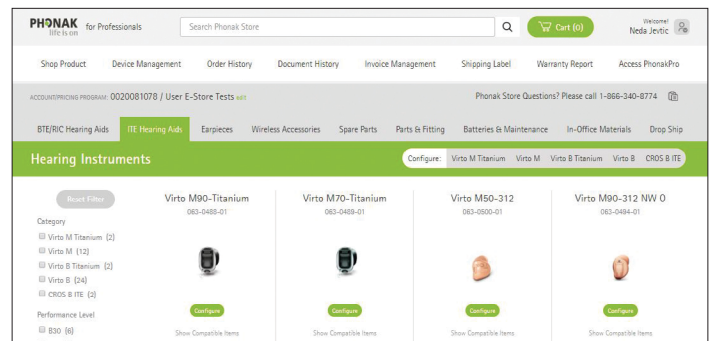 PHONAK for Professionals
life is on
Search Phonak Store
Cart (0)
Welcome!
Neda Jevtic
Shop Product Device Management Order History Document History Invoice Management Shipping Label Warranty Report Access PhonakPro
ACCOUNT/PRICING PROGRAM: 0020081078 / User E-Store Tests EDIT
Phonak Store Questions? Please call 1-866-340-8774
BTE/RIC Hearing Aids ITE Hearing Aids Earpieces Wireless Accessories Spare Parts Parts & Fitting Batteries & Maintenance In-Office Materials Drop Ship
Hearing Instruments
Configure: Virto M Titanium Virto M Virto B Titanium Virto B CROS B ITE
Reset Filter
Category
Virto M Titanium (2)
Virto M (12)
Virto B Titanium (2)
Virto B (24)
CROS B ITE (2)
Performance Level
B30 (6)
Virto M90-Titanium
063-0488-01
Configure
Show Compatible Items
Virto M70-Titanium
063-0489-01
Configure
Show Compatible Items
Virto M50-312
063-0500-01
Configure
Show Compatible Items
Virto M90-312 NW O
063-0494-01
Configure
Show Compatible Items